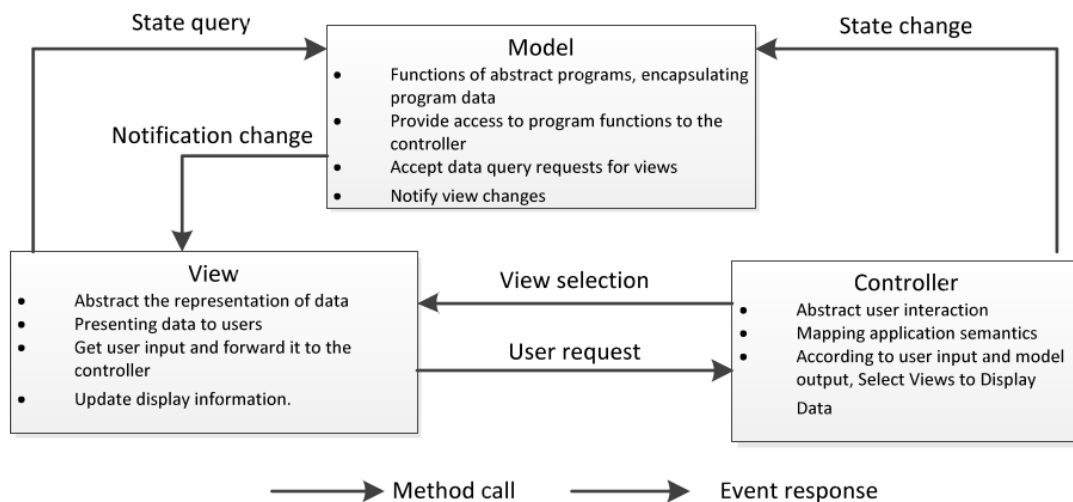 State query
State change
Model
• Functions of abstract programs, encapsulating
program data
• Provide access to program functions to the
controller
• Accept data query requests for views
• Notify view changes
Notification change
View
• Abstract the representation of data
• Presenting data to users
• Get user input and forward it to the
controller
• Update display information.
View selection
User request
Controller
• Abstract user interaction
• Mapping application semantics
• According to user input and model
output, Select Views to Display
Data
Method call
Event response